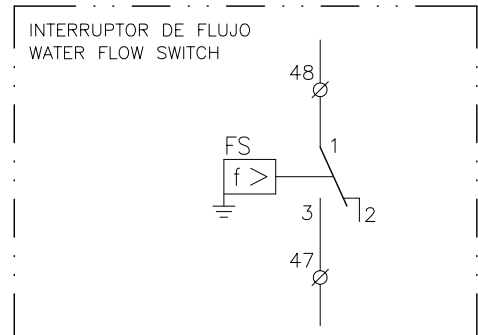 INTERRUPTOR DE FLUJO
WATER FLOW SWITCH
48
FS
1
f >
3
2
47